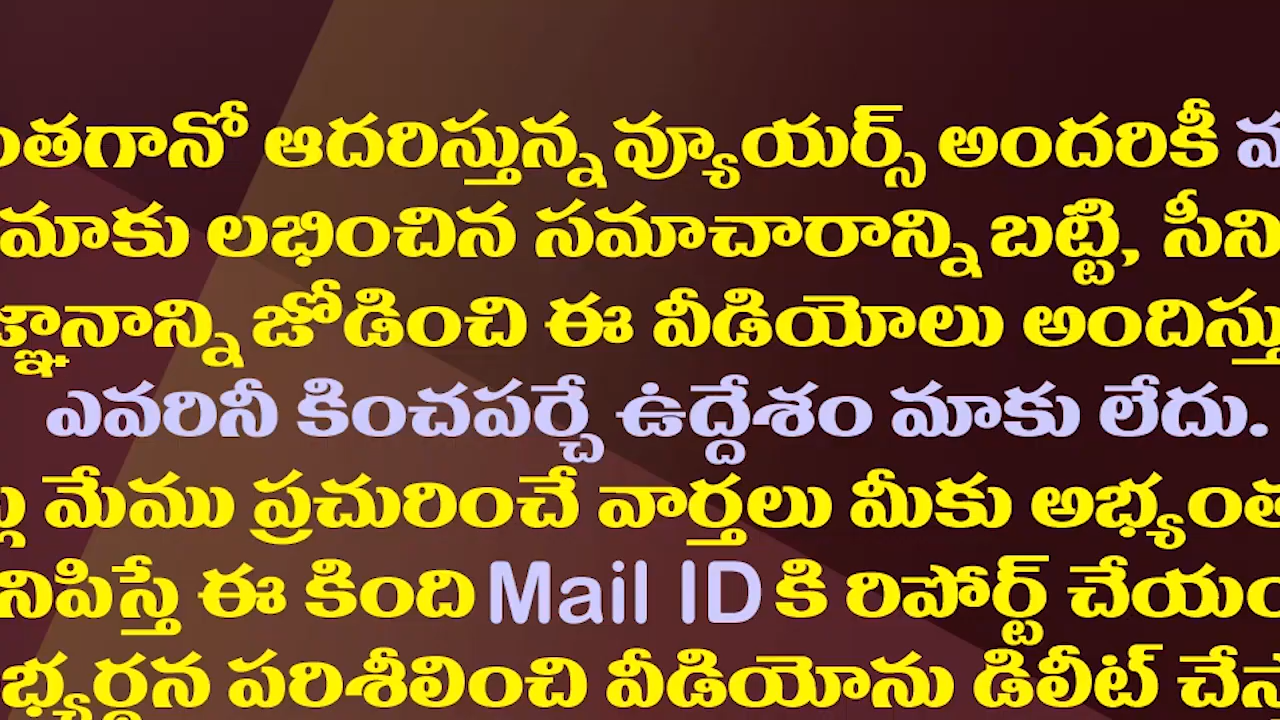 ఆదరిస్తున్న వ్యూయర్స్ అందరికీ
మాకు లభించిన సమాచారాన్ని బట్టి,
జోడించి ఈ వీడియోలు
ఎవరినీ కించపర్చే ఉద్దేశం మాకు లేదు.
మేము ప్రచురించే వార్తలు మీకు
ఈ కింది Mail ID కి రిపోర్ట్
పరిశీలించి వీడియోను డిలీట్